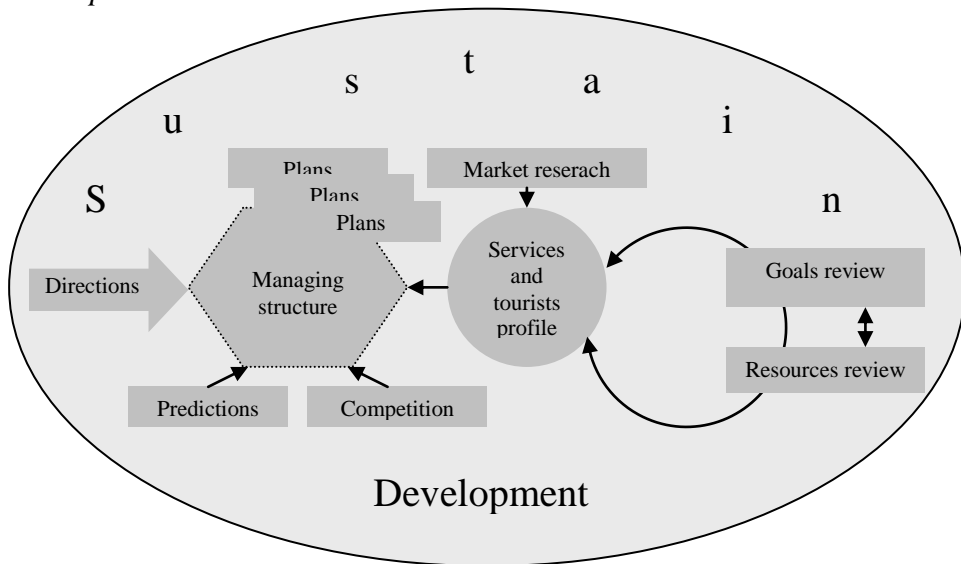 S u s t a i n
Plans
Plans
Plans
Market reserach
Services
and
tourists
profile
Goals review
Directions
Managing
structure
Resources review
Predictions
Competition
Development